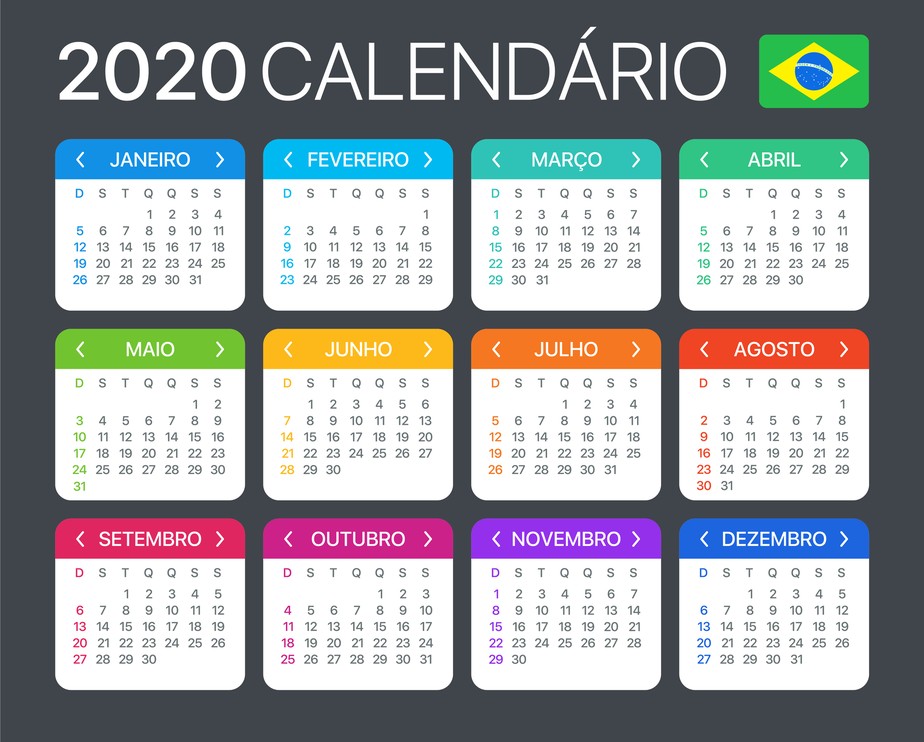 2020 CALENDÁRIO
JANEIRO
D S T Q Q S S
1 2 3 4
5 6 7 8 9 10 11
12 13 14 15 16 17 18
19 20 21 22 23 24 25
26 27 28 29 30 31
FEVEREIRO
D S T Q Q S S
1
2 3 4 5 6 7 8
9 10 11 12 13 14 15
16 17 18 19 20 21 22
23 24 25 26 27 28 29
MARÇO
D S T Q Q S S
1 2 3 4 5 6 7
8 9 10 11 12 13 14
15 16 17 18 19 20 21
22 23 24 25 26 27 28
29 30 31
ABRIL
D S T Q Q S S
1 2 3 4
5 6 7 8 9 10 11
12 13 14 15 16 17 18
19 20 21 22 23 24 25
26 27 28 29 30
MAIO
D S T Q Q S S
1 2
3 4 5 6 7 8 9
10 11 12 13 14 15 16
17 18 19 20 21 22 23
24 25 26 27 28 29 30
31
JUNHO
D S T Q Q S S
1 2 3 4 5 6
7 8 9 10 11 12 13
14 15 16 17 18 19 20
21 22 23 24 25 26 27
28 29 30
JULHO
D S T Q Q S S
1 2 3 4
5 6 7 8 9 10 11
12 13 14 15 16 17 18
19 20 21 22 23 24 25
26 27 28 29 30 31
AGOSTO
D S T Q Q S S
1
2 3 4 5 6 7 8
9 10 11 12 13 14 15
16 17 18 19 20 21 22
23 24 25 26 27 28 29
30 31
SETEMBRO
D S T Q Q S S
1 2 3 4 5
6 7 8 9 10 11 12
13 14 15 16 17 18 19
20 21 22 23 24 25 26
27 28 29 30
OUTUBRO
D S T Q Q S S
1 2 3
4 5 6 7 8 9 10
11 12 13 14 15 16 17
18 19 20 21 22 23 24
25 26 27 28 29 30 31
NOVEMBRO
D S T Q Q S S
1 2 3 4 5 6 7
8 9 10 11 12 13 14
15 16 17 18 19 20 21
22 23 24 25 26 27 28
29 30
DEZEMBRO
D S T Q Q S S
1 2 3 4 5
6 7 8 9 10 11 12
13 14 15 16 17 18 19
20 21 22 23 24 25 26
27 28 29 30 31